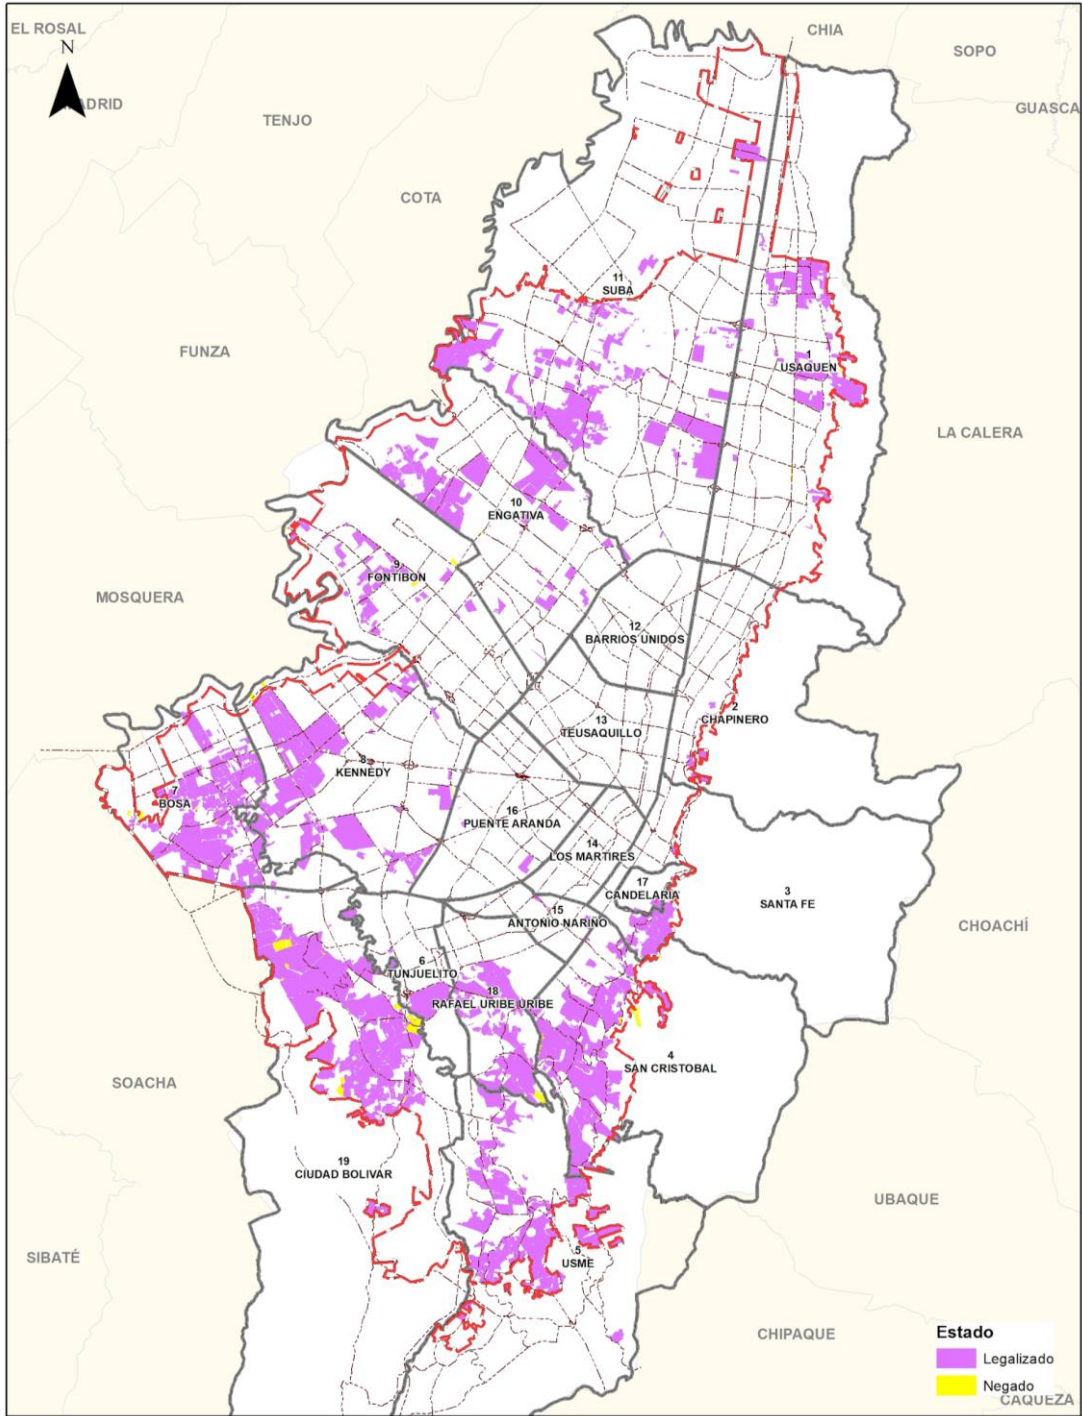 EL ROSAL
CHIA
SOPO
N
ADRID
GUASCA
TENJO
COTA
11
SUBA
FUNZA
1
USAQUEN
LA CALERA
10
ENGATIVA
9
FONTIBON
MOSQUERA
12
BARRIOS UNIDOS
2
CHAPINERO
13
TEUSAQUILLO
8
KENNEDY
7
BOSA
16
PUENTE ARANDA
14
LOS MARTIRES
17
CANDELARIA
3
SANTA FE
15
ANTONIO NARIÑO
CHOACHÍ
6
TUNJUELITO
18
RAFAEL URIBE URIBE
4
SAN CRISTOBAL
SOACHA
19
CIUDAD BOLIVAR
UBAQUE
5
USME
SIBATÉ
CHIPAQUE
Estado
Legalizado
Negado
CAQUEZA